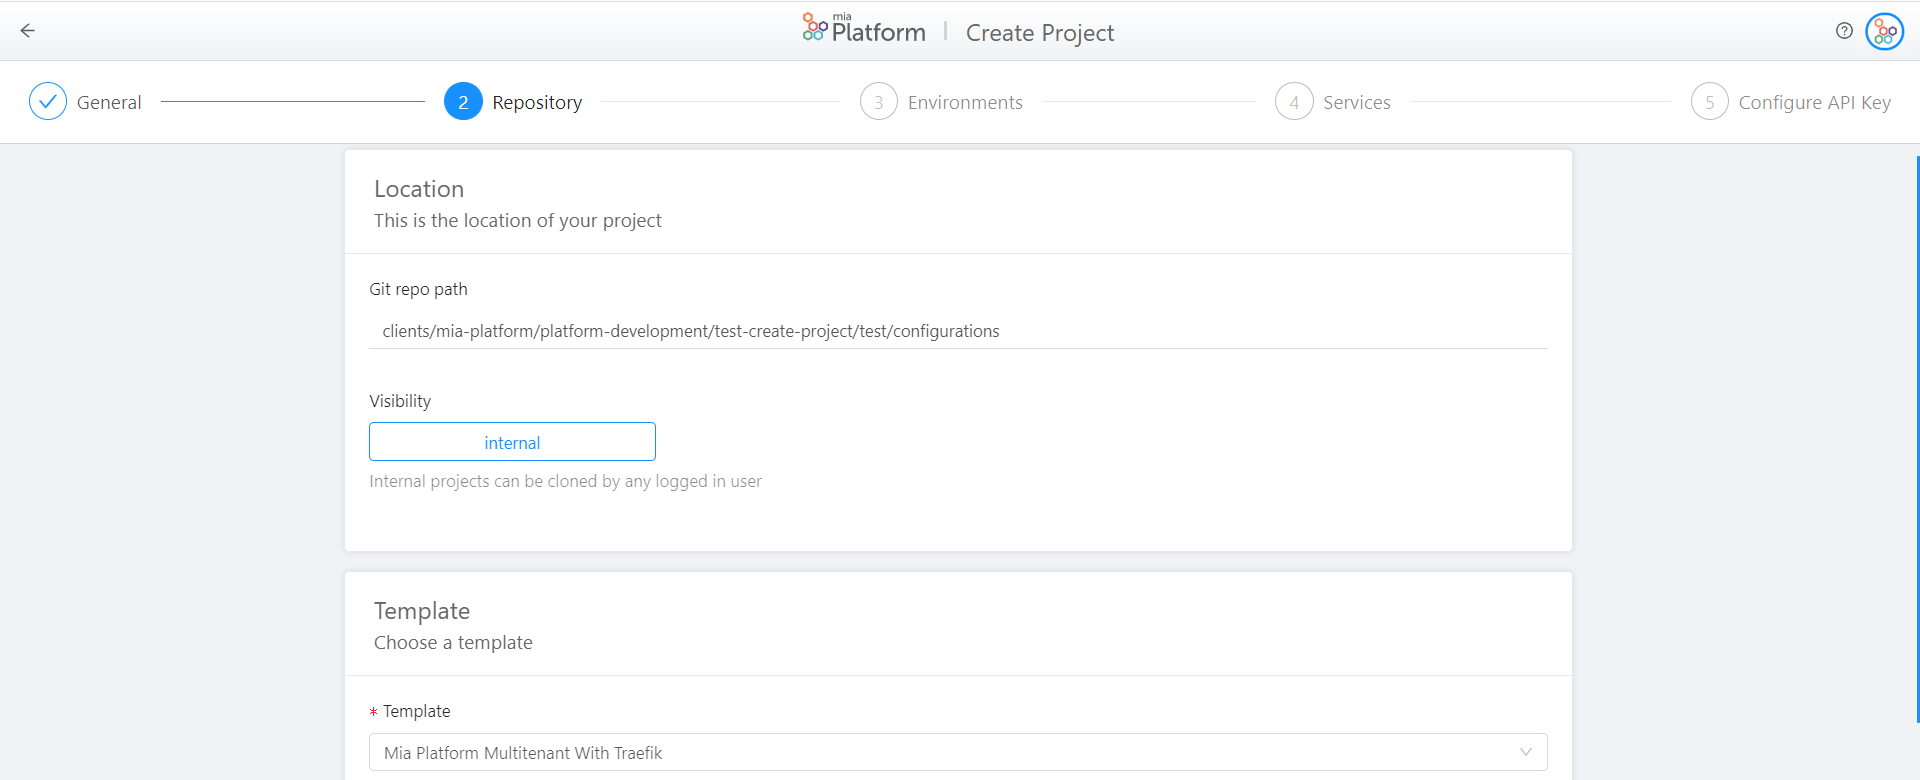 mia
Platform | Create Project
General
2 Repository
3 Environments
4 Services
5 Configure API Key
Location
This is the location of your project
Git repo path
clients/mia-platform/platform-development/test-create-project/test/configurations
Visibility
internal
Internal projects can be cloned by any logged in user
Template
Choose a template
* Template
Mia Platform Multitenant With Traefik